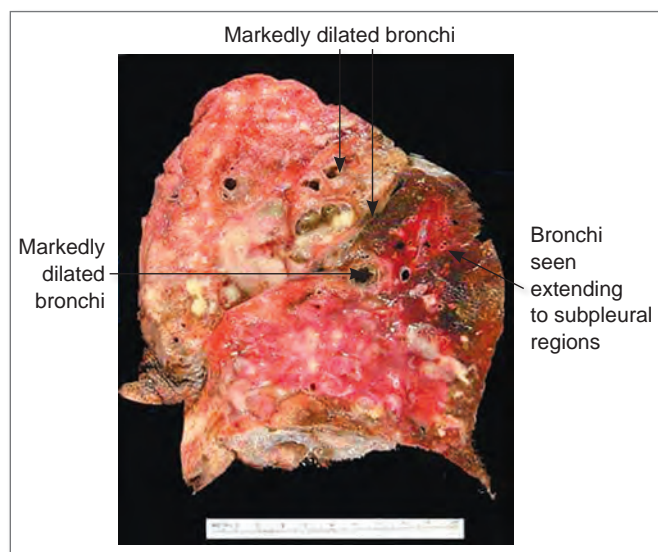 Markedly dilated bronchi
Markedly
dilated
bronchi
Bronchi
seen
extending
to subpleural
regions